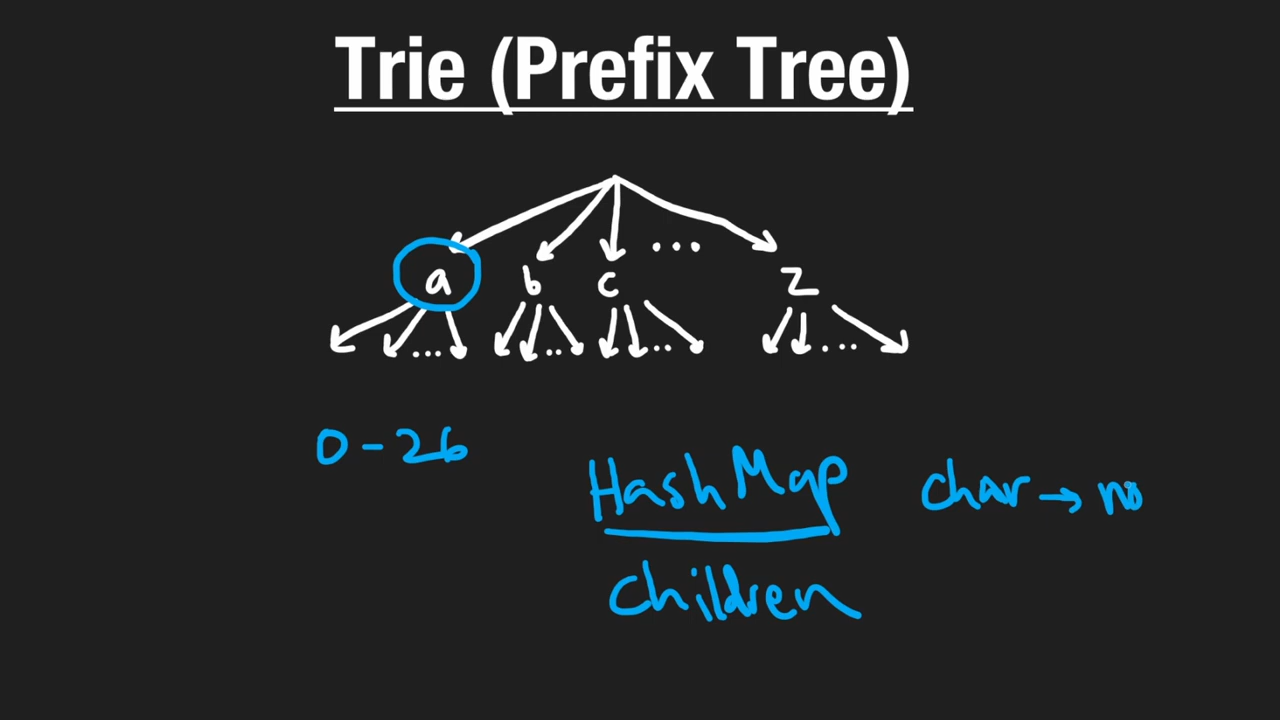 Trie (Prefix Tree)
...
a b c z
... .. .. ...
0-26
HashMap char → no
Children